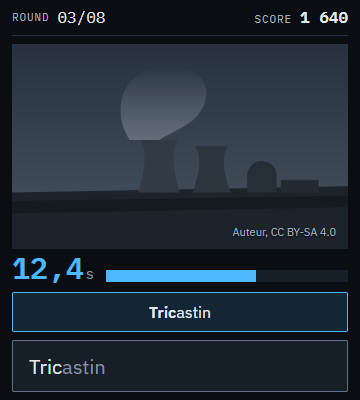 ROUND 03/08
SCORE 1 640
Auteur, CC BY-SA 4.0
12,4s
Tricastin
Tricastin